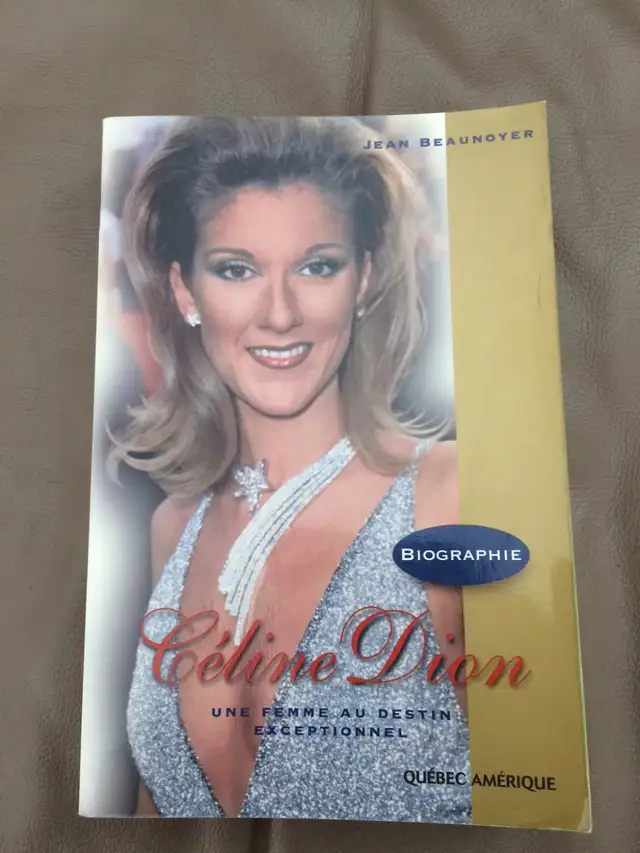 JEAN BEAUNOYER
BIOGRAPHIE
Céline Dion
UNE FEMME AU DESTIN
EXCEPTIONNEL
QUÉBEC AMÉRIQUE